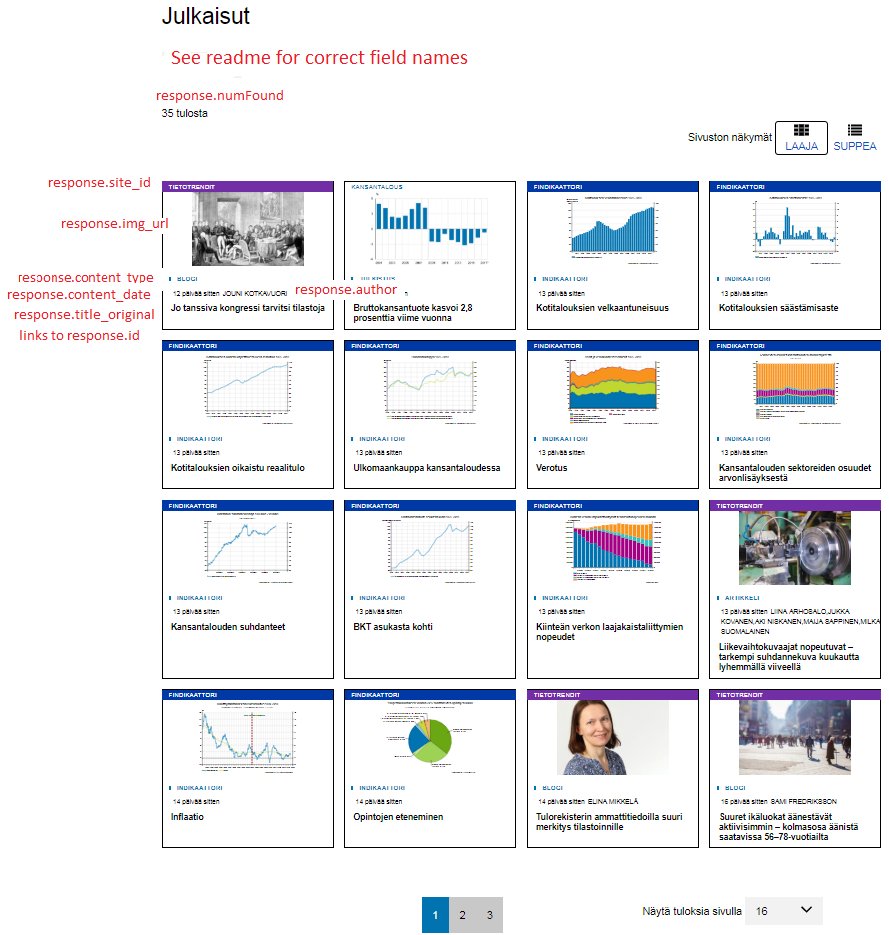 Julkaisut
See readme for correct field names
response.numFound
35 tulosta
Sivuston näkymät
LAAJA
SUPPEA
response.site_id
response.img_url
response.content_type
response.content_date
response.title_original
links to response.id
response.author
TIETOTRENDIT
BLOGI
12 päivää sitten JOUNI KOTKAVUORI
Jo tanssiva kongressi tarvitsi tilastoja
KANSANTALOUS
Bruttokansantuote kasvoi 2,8
prosenttia viime vuonna
FINDIKAATTORI
INDIKAATTORI
13 päivää sitten
Kotitalouksien velkaantuneisuus
FINDIKAATTORI
INDIKAATTORI
13 päivää sitten
Kotitalouksien säästämisaste
FINDIKAATTORI
INDIKAATTORI
13 päivää sitten
Kotitalouksien oikaistu reaalitulo
FINDIKAATTORI
INDIKAATTORI
13 päivää sitten
Ulkomaankauppa kansantaloudessa
FINDIKAATTORI
INDIKAATTORI
13 päivää sitten
Verotus
FINDIKAATTORI
INDIKAATTORI
13 päivää sitten
Kansantalouden sektoreiden osuudet
arvonlisäyksestä
FINDIKAATTORI
INDIKAATTORI
13 päivää sitten
Kansantalouden suhdanteet
FINDIKAATTORI
INDIKAATTORI
13 päivää sitten
BKT asukasta kohti
FINDIKAATTORI
INDIKAATTORI
13 päivää sitten
Kiinteän verkon laajakaistaliittymien
nopeudet
TIETOTRENDIT
ARTIKKELI
13 päivää sitten LIINA ARHOSALO,JUKKA
KOVANEN,AKI NISKANEN,MAIJA SAPPINEN,MILKA
SUOMALAINEN
Liikevaihtokuvaajat nopeutuvat –
tarkempi suhdannekuva kuukautta
lyhemmällä viiveellä
FINDIKAATTORI
INDIKAATTORI
14 päivää sitten
Inflaatio
FINDIKAATTORI
INDIKAATTORI
14 päivää sitten
Opintojen eteneminen
TIETOTRENDIT
BLOGI
14 päivää sitten ELINA MIKKELÄ
Tulorekisterin ammattitiedoilla suuri
merkitys tilastoinnille
TIETOTRENDIT
BLOGI
16 päivää sitten SAMI FREDRIKSSON
Suuret ikäluokat äänestävät
aktiivisimmin – kolmasosa äänistä
saatavissa 56–78-vuotiailta
1 2 3
Näytä tuloksia sivulla 16